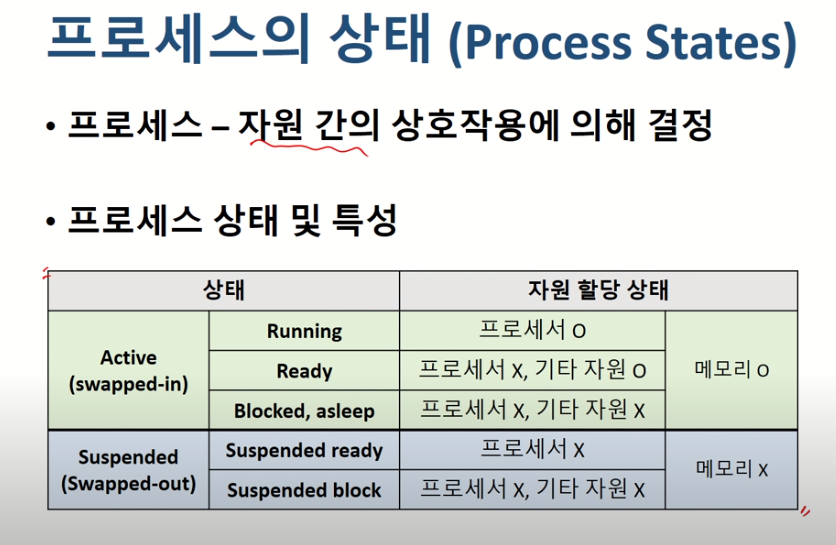 프로세스의 상태 (Process States)
• 프로세스 – 자원 간의 상호작용에 의해 결정
• 프로세스 상태 및 특성
상태 자원 할당 상태
Active (swapped-in) Running 프로세서 O 메모리 O
Ready 프로세서 X, 기타 자원 O
Blocked, asleep 프로세서 X, 기타 자원 X
Suspended (Swapped-out) Suspended ready 프로세서 X 메모리 X
Suspended block 프로세서 X, 기타 자원 X